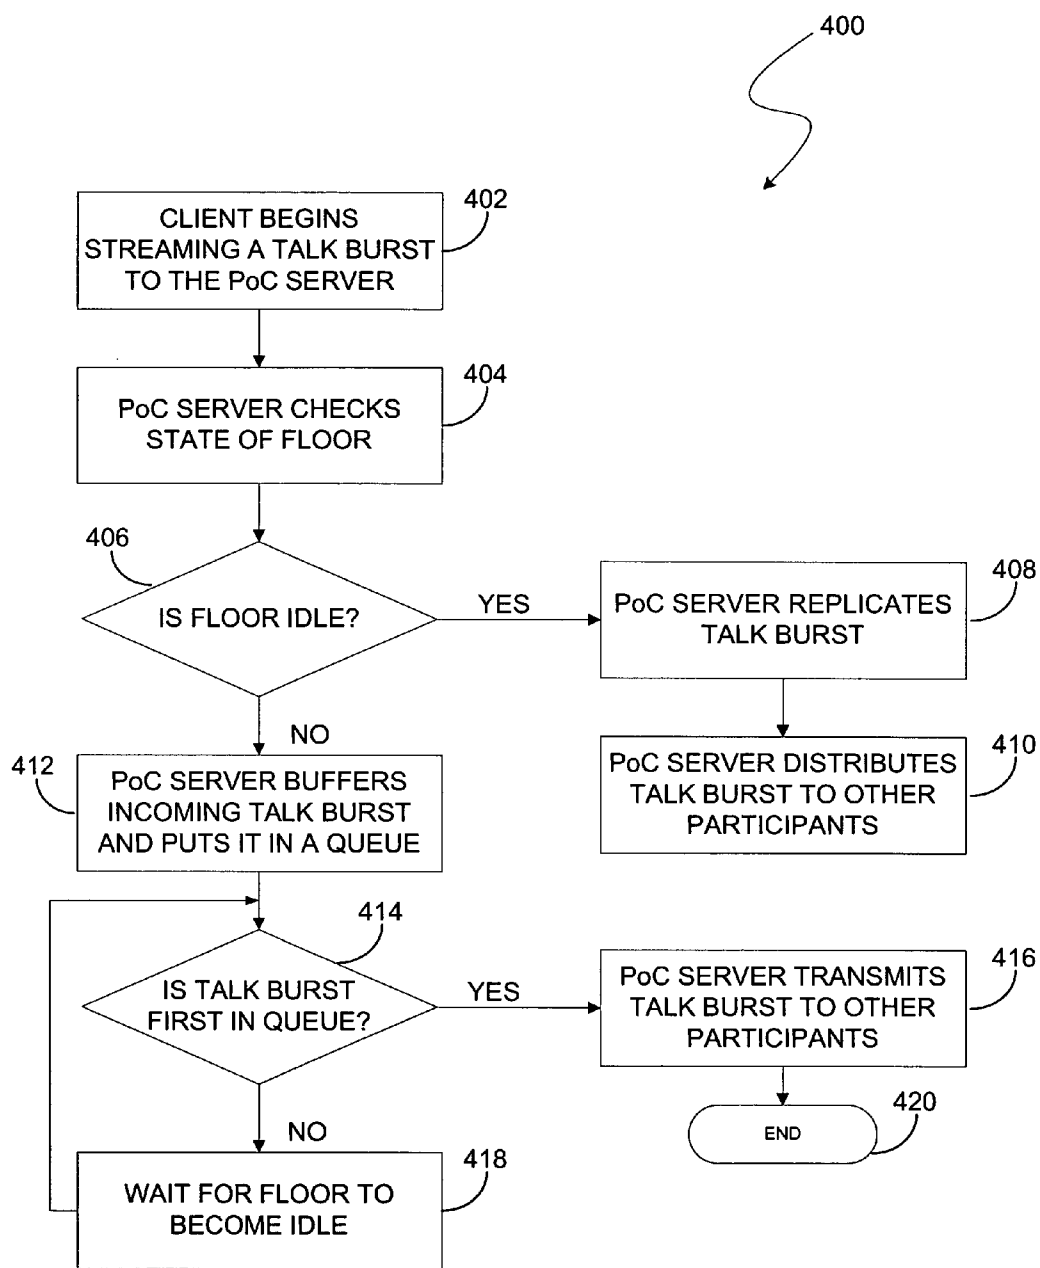 400
402
CLIENT BEGINS
STREAMING A TALK BURST
TO THE PoC SERVER
404
PoC SERVER CHECKS
STATE OF FLOOR
406
IS FLOOR IDLE?
YES
408
PoC SERVER REPLICATES
TALK BURST
NO
410
PoC SERVER DISTRIBUTES
TALK BURST TO OTHER
PARTICIPANTS
412
PoC SERVER BUFFERS
INCOMING TALK BURST
AND PUTS IT IN A QUEUE
414
IS TALK BURST
FIRST IN QUEUE?
YES
416
PoC SERVER TRANSMITS
TALK BURST TO OTHER
PARTICIPANTS
420
END
NO
418
WAIT FOR FLOOR TO
BECOME IDLE